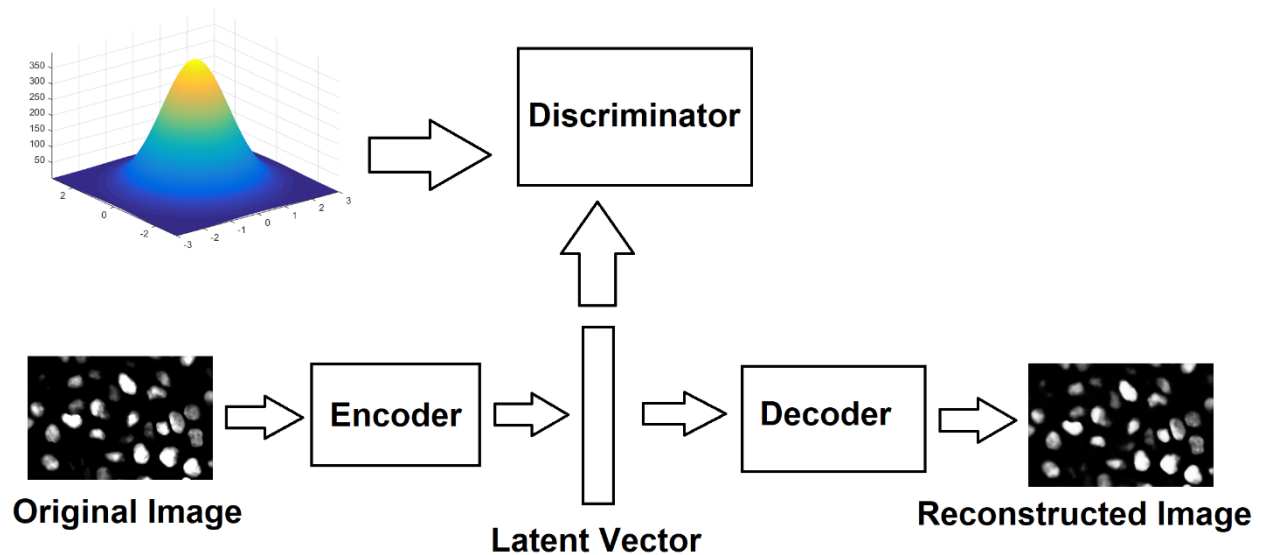 350
300
250
200
150
100
50
2
0
-2
-3
-2
-1
0
1
2
3
Discriminator
Encoder
Decoder
Original Image
Latent Vector
Reconstructed Image